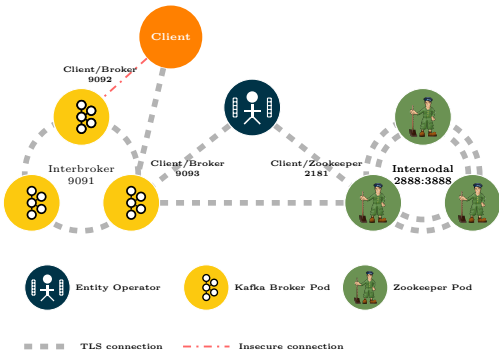 Client
Client/Broker
9092
Interbroker
9091
Client/Broker
9093
Client/Zookeeper
2181
Internodal
2888:3888
Entity Operator
Kafka Broker Pod
Zookeeper Pod
TLS connection
Insecure connection